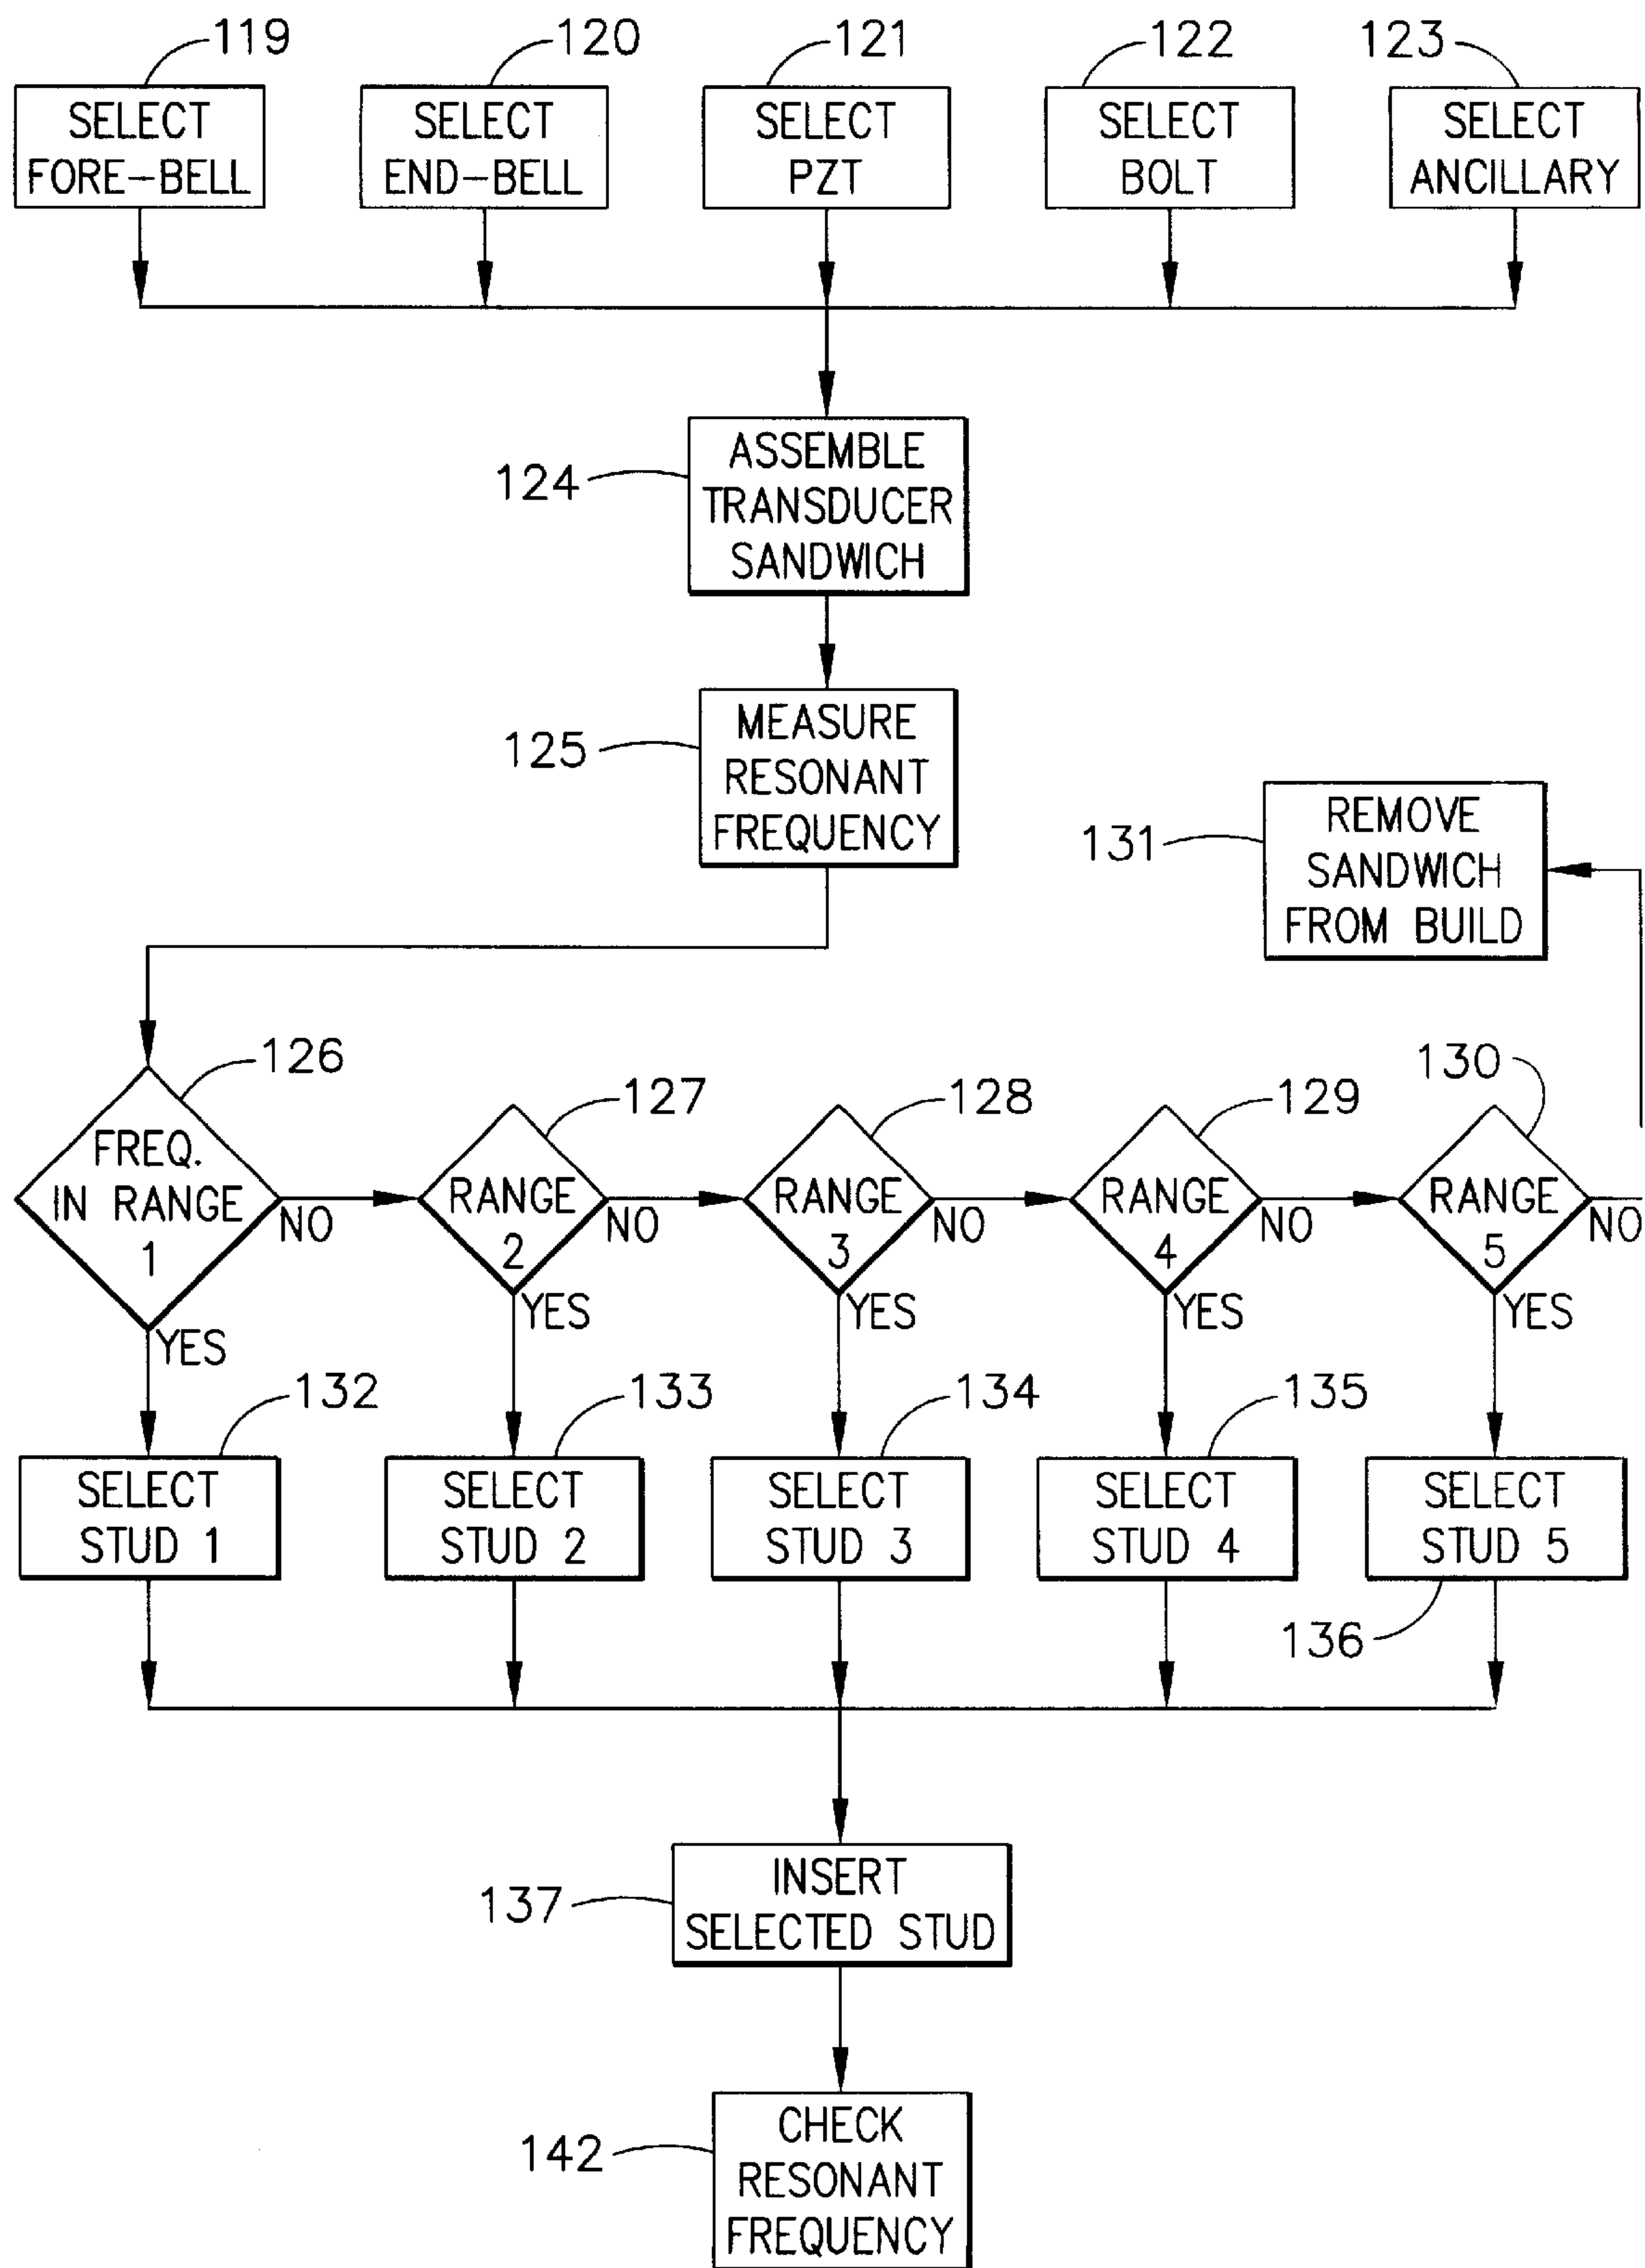 119
120
121
122
123
SELECT
FORE-BELL
SELECT
END-BELL
SELECT
PZT
SELECT
BOLT
SELECT
ANCILLARY
124
ASSEMBLE
TRANSDUCER
SANDWICH
125
MEASURE
RESONANT
FREQUENCY
131
REMOVE
SANDWICH
FROM BUILD
126
FREQ.
IN RANGE
1
NO
YES
127
RANGE
2
NO
YES
128
RANGE
3
NO
YES
129
RANGE
4
NO
YES
130
RANGE
5
NO
YES
132
SELECT
STUD 1
133
SELECT
STUD 2
134
SELECT
STUD 3
135
SELECT
STUD 4
SELECT
STUD 5
136
137
INSERT
SELECTED STUD
142
CHECK
RESONANT
FREQUENCY